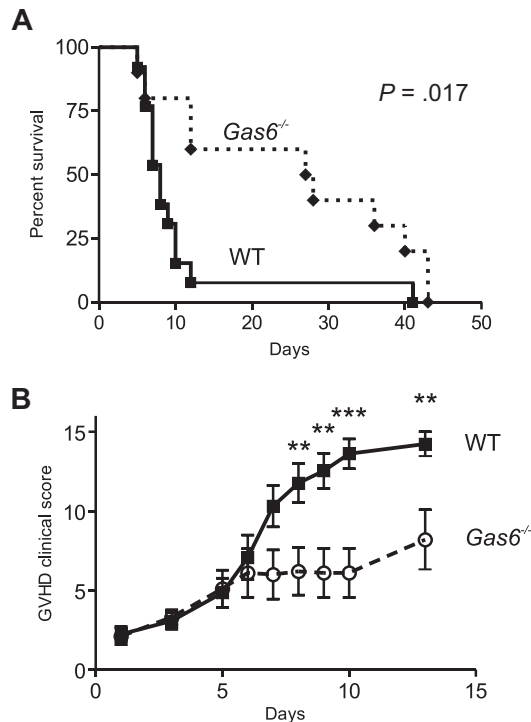 A
100
75
50
25
0
Percent survival
P = .017
Gas6-/-
WT
0 10 20 30 40 50
Days
B
15
10
5
0
GVHD clinical score
** ** *** **
WT
Gas6-/-
0 5 10 15
Days